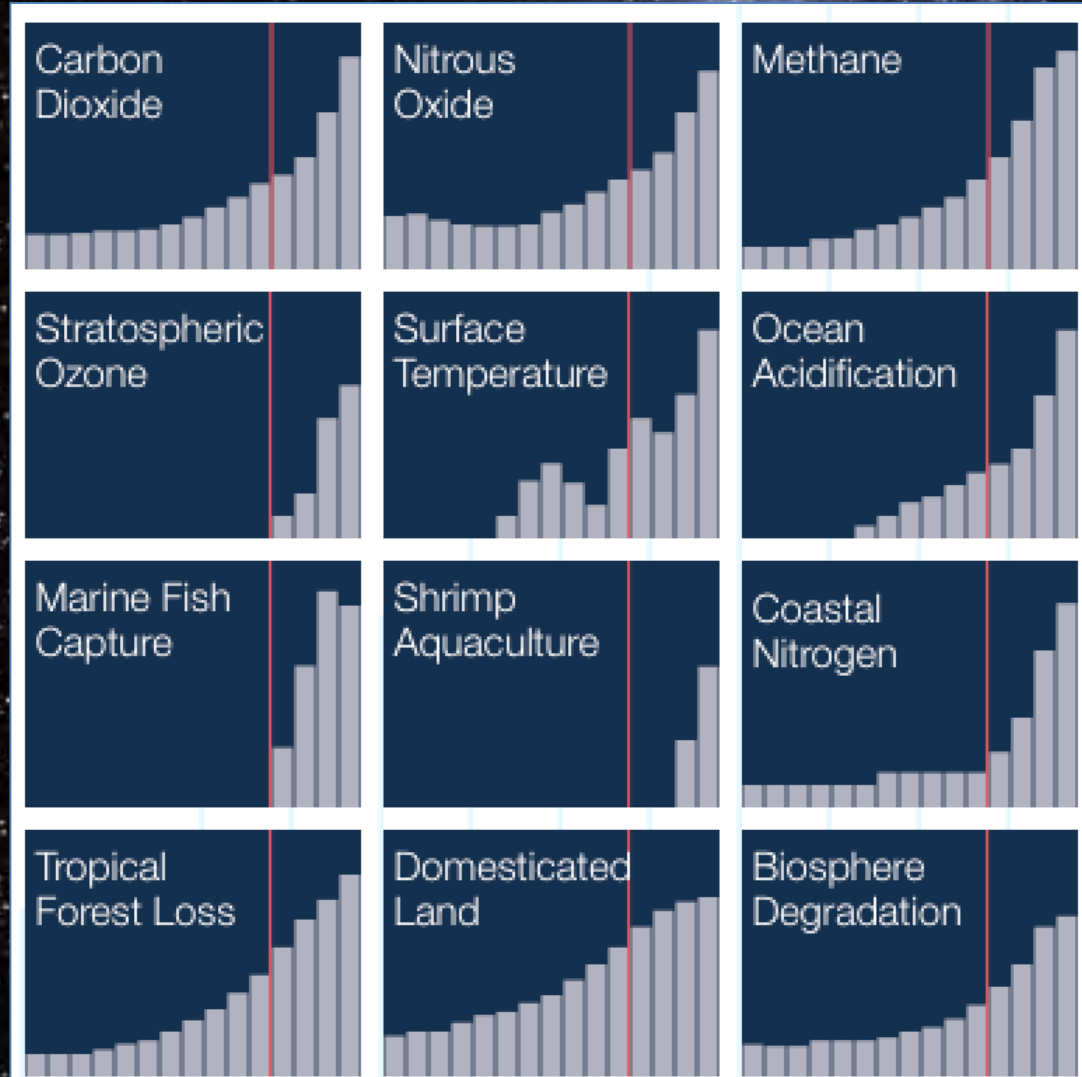 Carbon
Dioxide
Nitrous
Oxide
Methane
Stratospheric
Ozone
Surface
Temperature
Ocean
Acidification
Marine Fish
Capture
Shrimp
Aquaculture
Coastal
Nitrogen
Tropical
Forest Loss
Domesticated
Land
Biosphere
Degradation